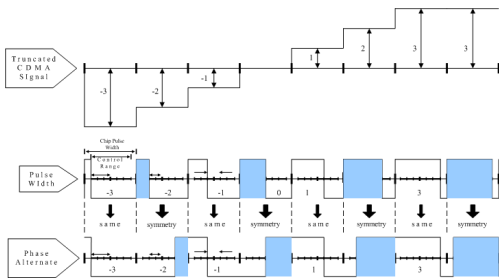 Truncated
CDMA
Signal
-3
-2
-1
1
2
3
3
Chip Pulse
Width
Control
Range
Pulse
Width
-3
-2
-1
0
1
3
same
symmetry
same
symmetry
same
symmetry
same
symmetry
Phase
Alternate
-3
-2
-1
1
3